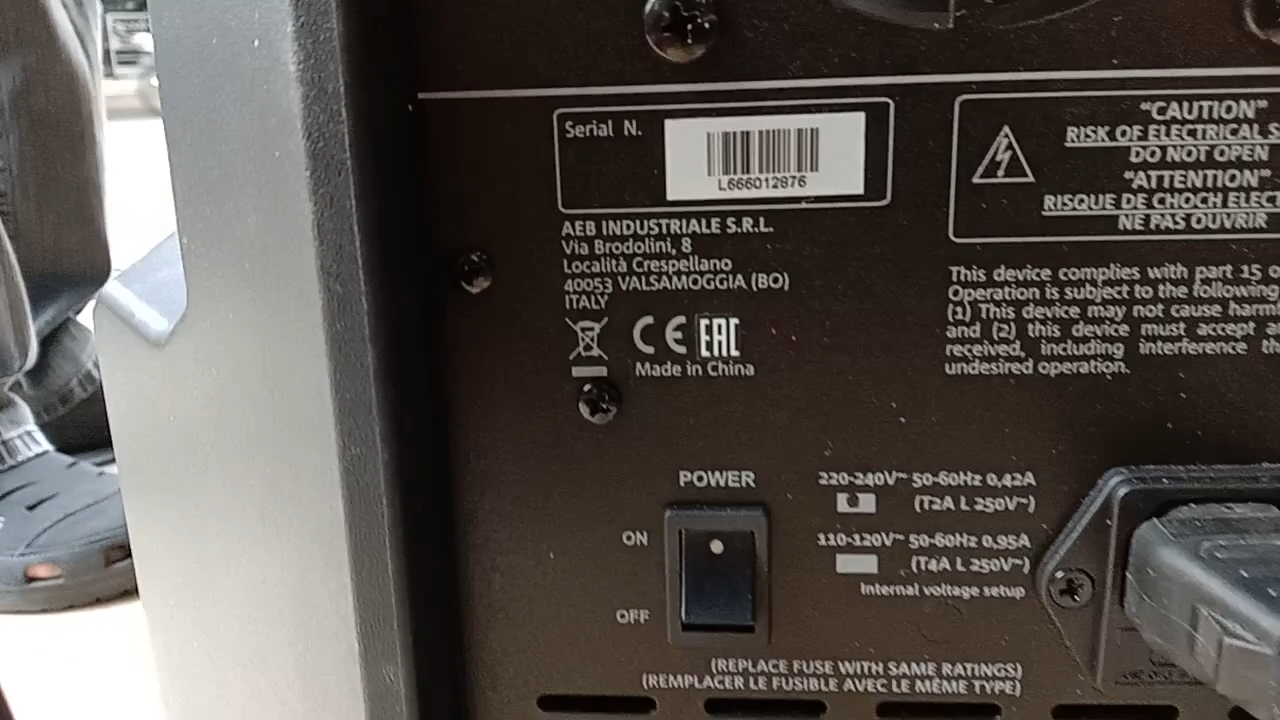 Serial N.
L666012876
AEB INDUSTRIALE S.R.L.
Via Brodolini, 8
Località Crespellano
40053 VALSAMOGGIA (BO)
ITALY
CE EAC
Made in China
"CAUTION"
RISK OF ELECTRICAL S
DO NOT OPEN
"ATTENTION"
RISQUE DE CHOCH ELECT
NE PAS OUVRIR
This device complies with part 15 o
Operation is subject to the following
(1) This device may not cause harm
and (2) this device must accept a
received, including interference th
undesired operation.
POWER
ON
OFF
220-240V~ 50-60Hz 0,42A
(T2A L 250V~)
110-120V~ 50-60Hz 0,95A
(T4A L 250V~)
Internal voltage setup
(REPLACE FUSE WITH SAME RATINGS)
(REMPLACER LE FUSIBLE AVEC LE MÊME TYPE)